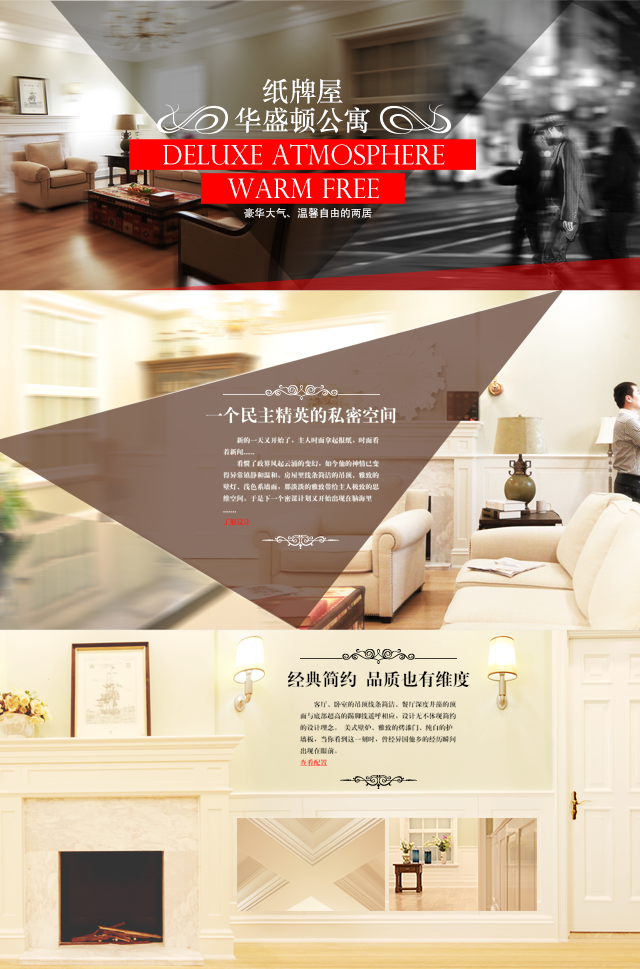 纸牌屋
华盛顿公寓
DELUXE ATMOSPHERE
WARM FREE
豪华大气、温馨自由的两居
一个民主精英的私密空间
新的一天又开始了，主人时而拿起报纸，时而看
着新闻......
看惯了政界风起云涌的变幻，如今他的神情已变
得异常镇静和温和。房屋里线条简洁的吊顶，雅致的
壁灯、浅色系墙面，那淡淡的雅致带给主人极致的思
维空间。于是下一个密谋计划又开始出现在脑海里
.......
了解设计
经典简约 品质也有维度
客厅、卧室的吊顶线条简洁。餐厅深度井藻的顶
面与底部超高的踢脚线遥呼相应，设计无不体现简约
的设计理念。 美式壁炉、雅致的烤漆门、纯白的护
墙板，当你看到这一刻时，曾经异国他乡的经历瞬间
出现在眼前。
查看配置